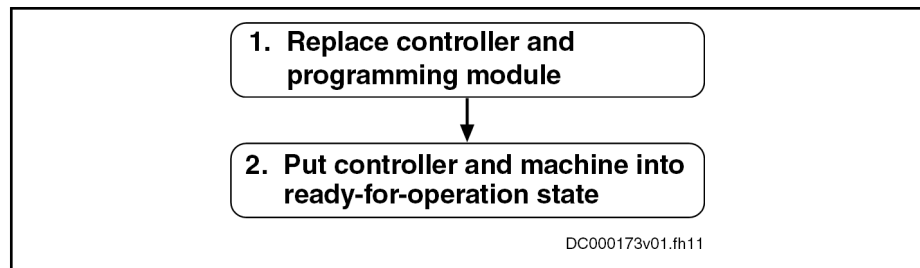 1. Replace controller and
programming module
2. Put controller and machine into
ready-for-operation state
DC000173v01.fh11